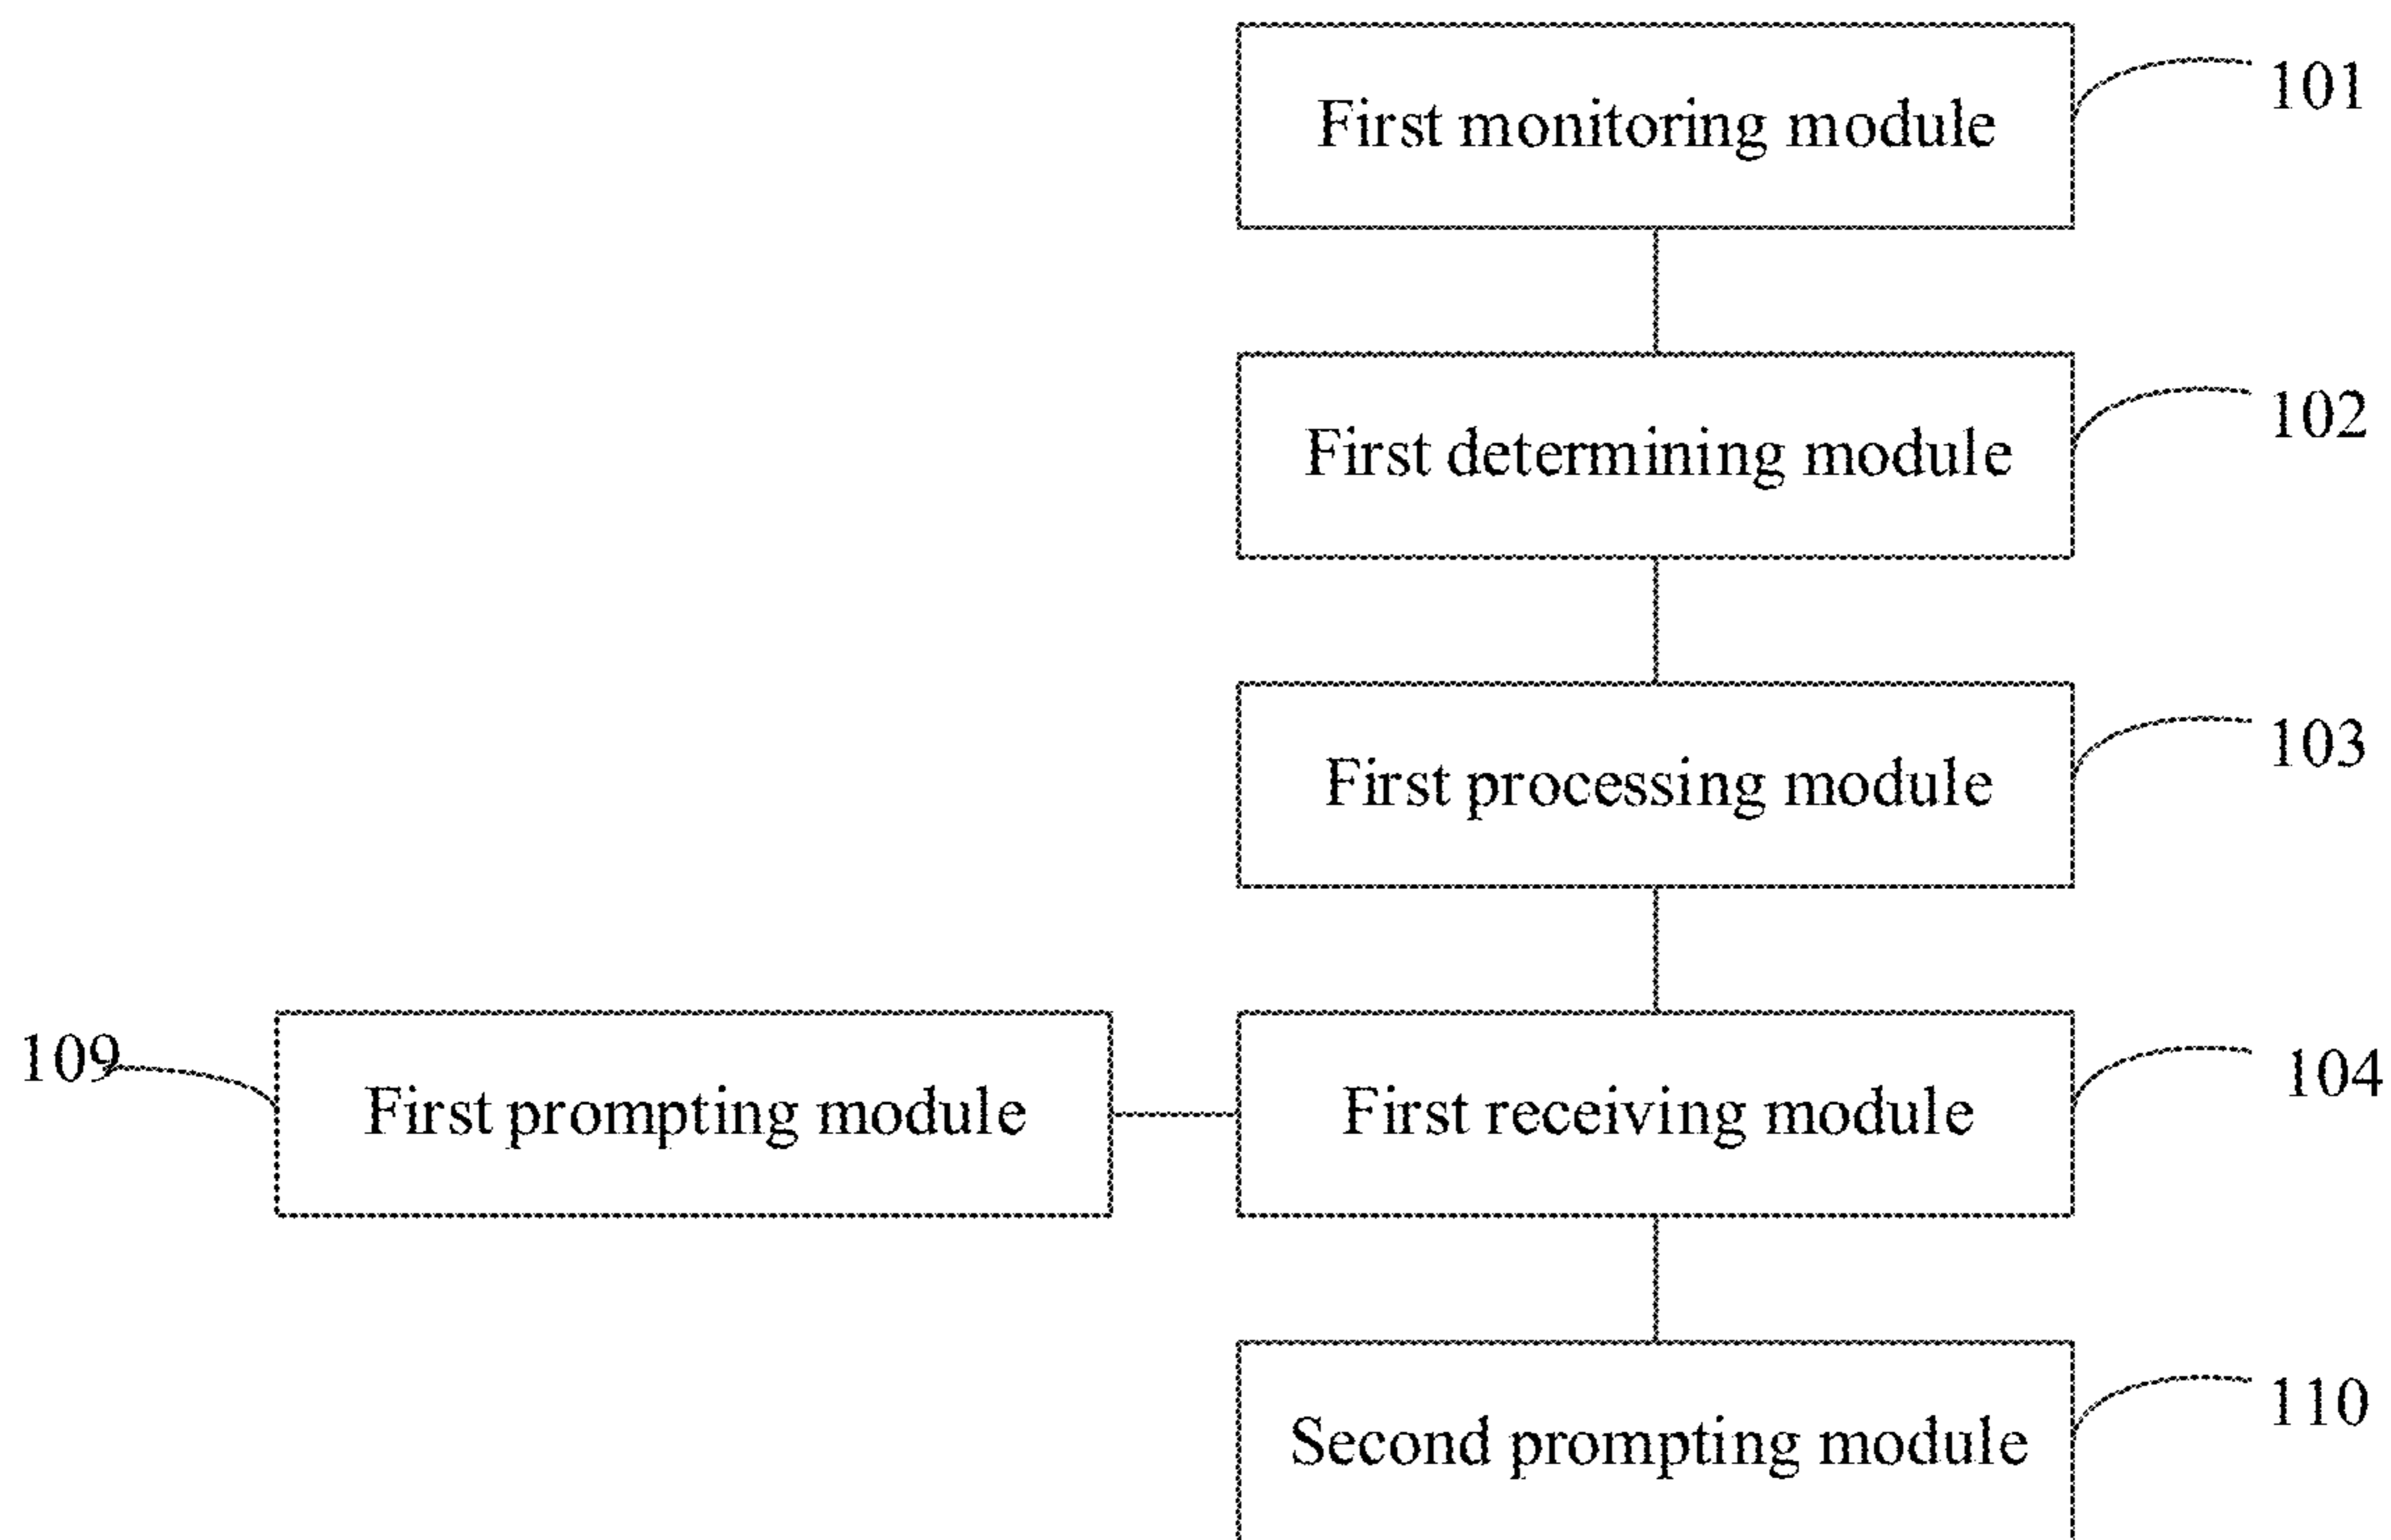 First monitoring module
101
First determining module
102
First processing module
103
109
First prompting module
First receiving module
104
Second prompting module
110